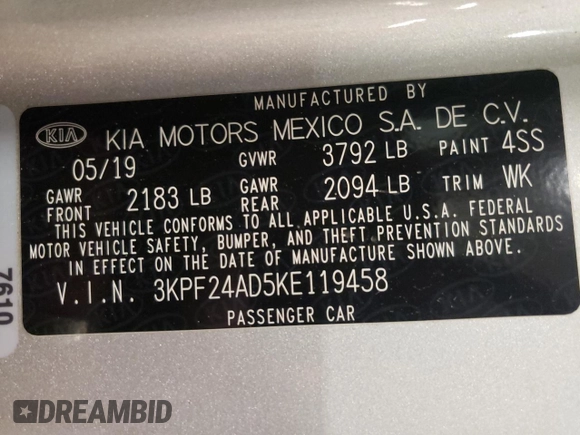 MANUFACTURED BY
KIA KIA MOTORS MEXICO S.A. DE C.V.
05/19 GVWR 3792 LB PAINT 4SS
GAWR FRONT 2183 LB GAWR REAR 2094 LB TRIM WK
THIS VEHICLE CONFORMS TO ALL APPLICABLE U.S.A. FEDERAL
MOTOR VEHICLE SAFETY, BUMPER, AND THEFT PREVENTION STANDARDS
IN EFFECT ON THE DATE OF MANUFACTURE SHOWN ABOVE.
V.I.N. 3KPF24AD5KE119458
PASSENGER CAR
7610
DREAMBID